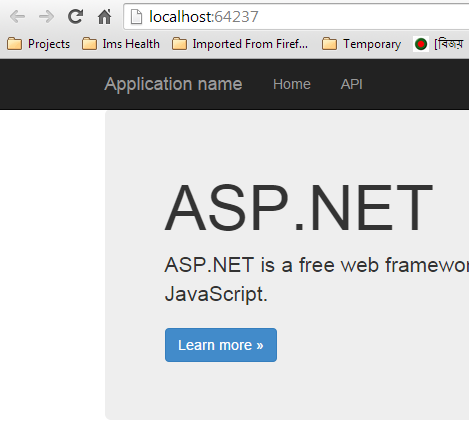 localhost:64237
Projects Ims Health Imported From Firef... Temporary [বিজয়
Application name Home API
ASP.NET
ASP.NET is a free web framewor
JavaScript.
Learn more »